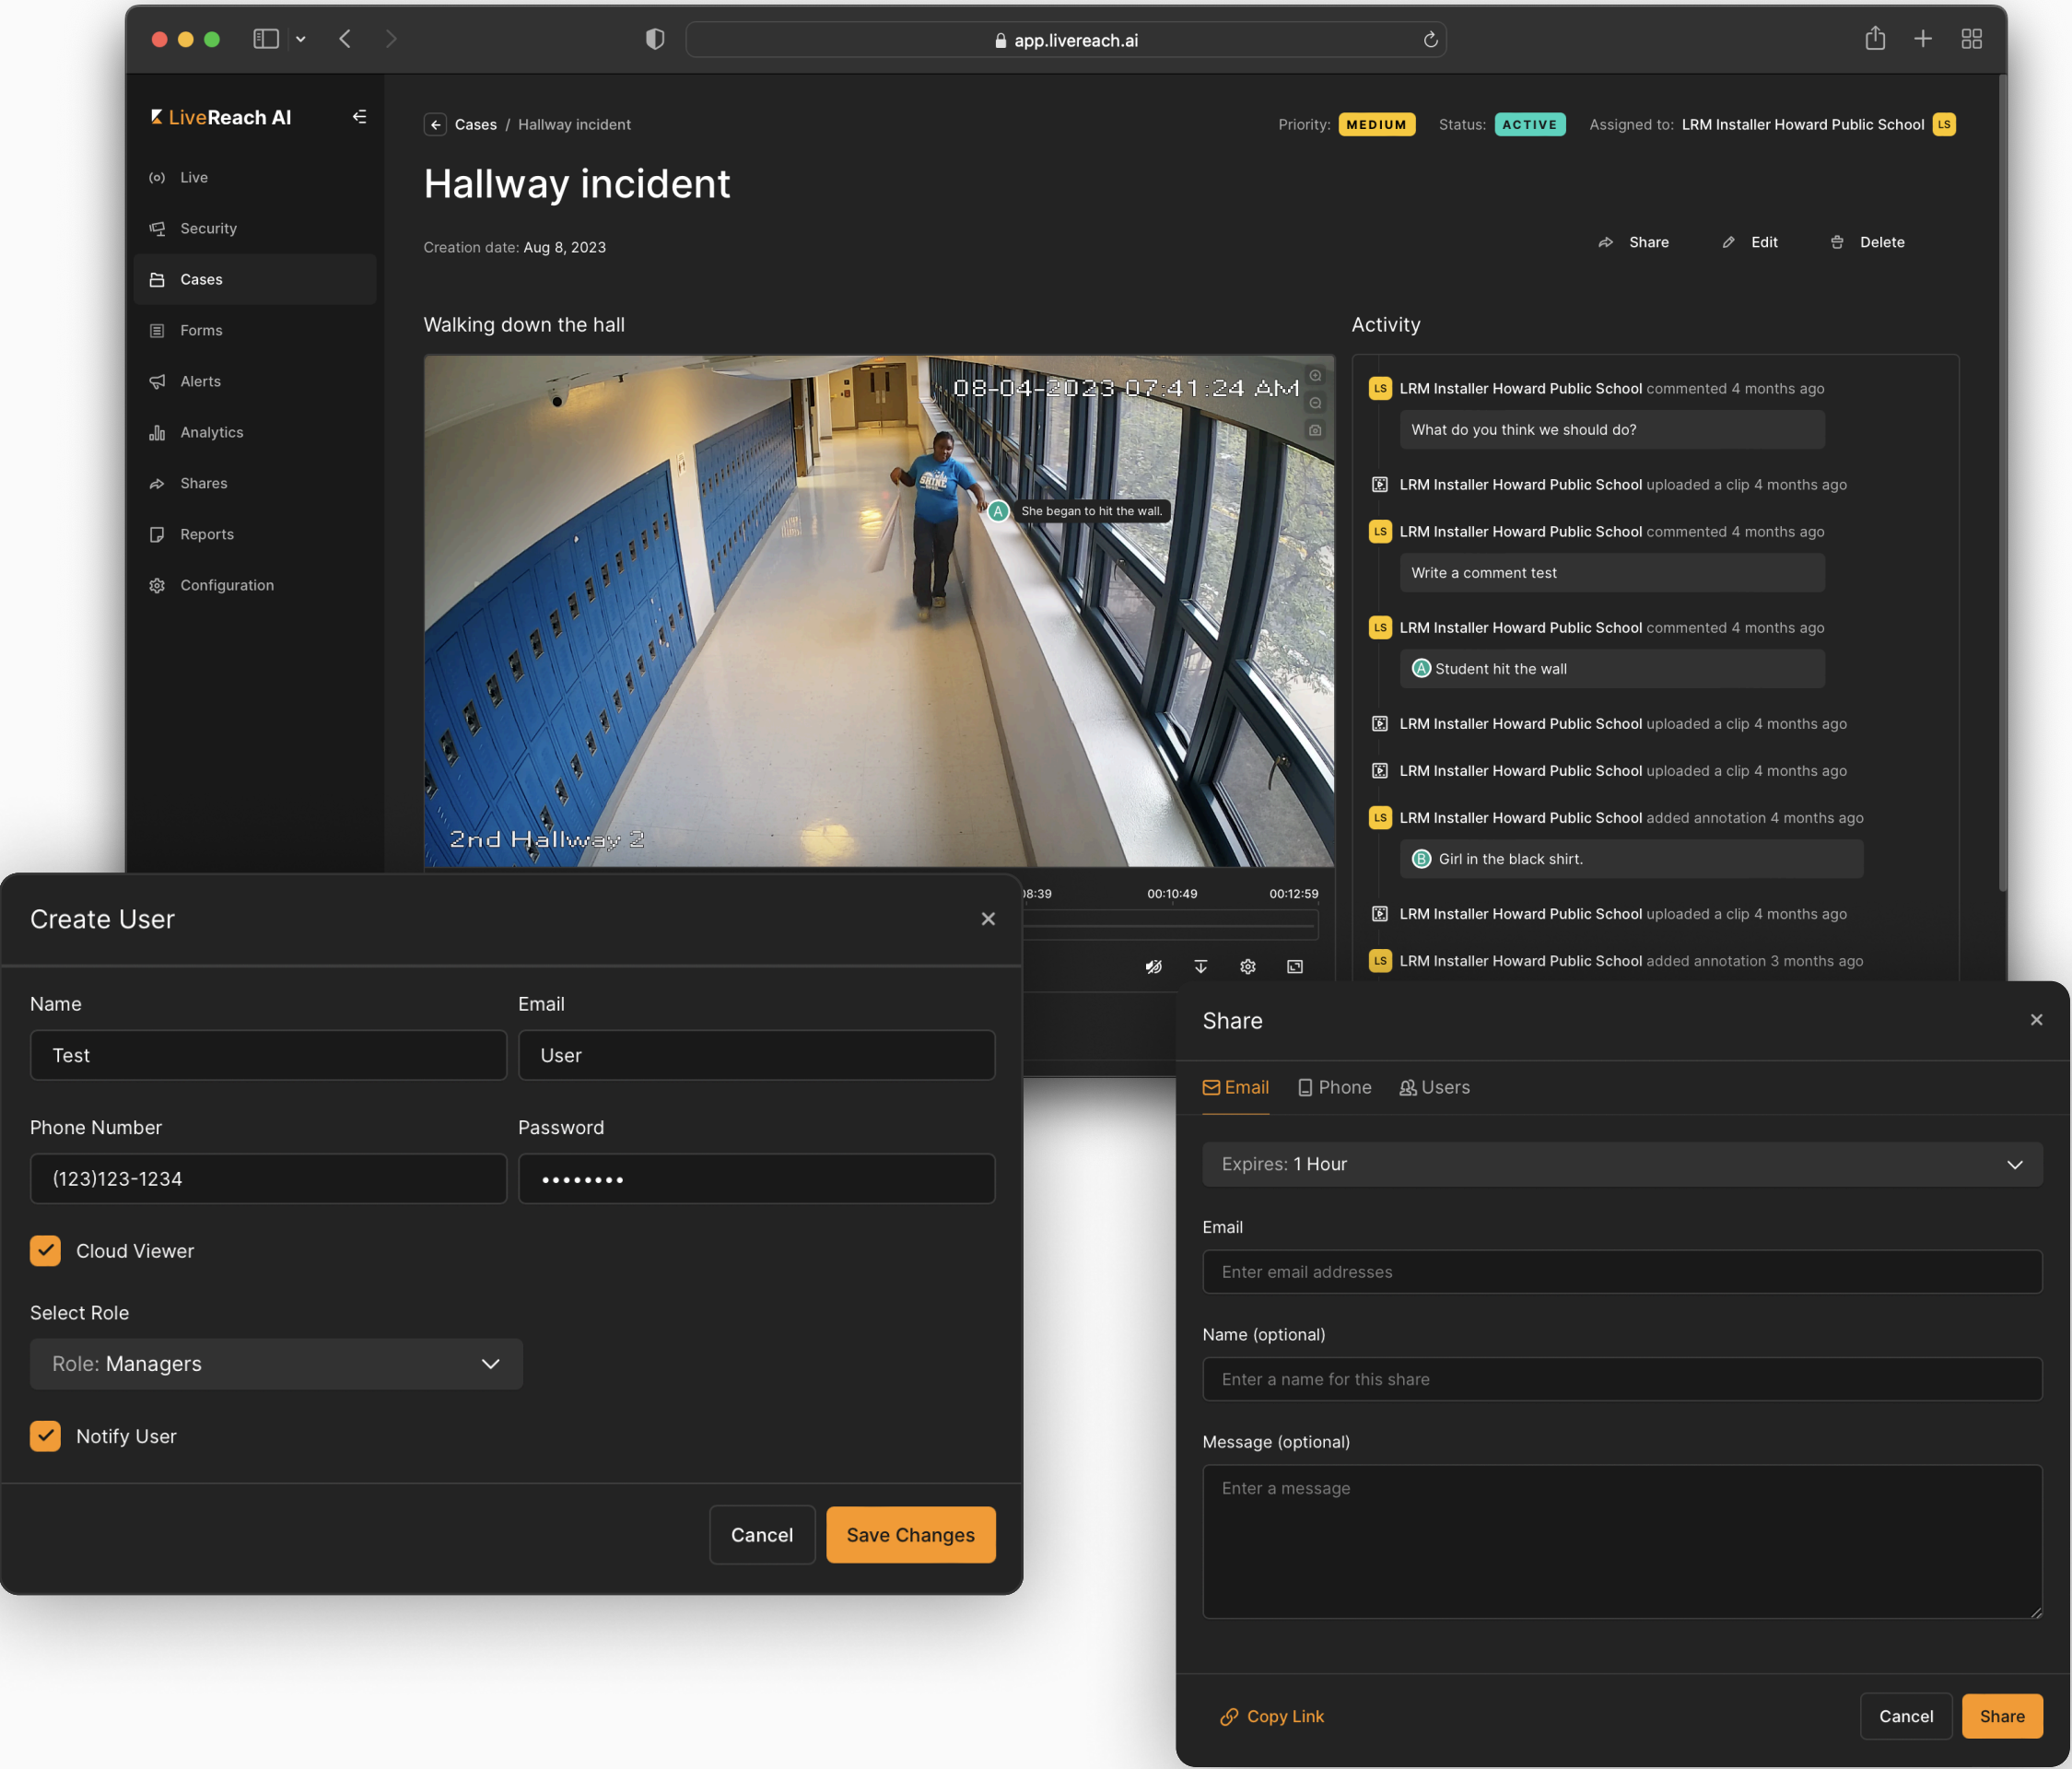 app.livereach.ai
LiveReach AI
Live
Security
Cases
Forms
Alerts
Analytics
Shares
Reports
Configuration
Cases / Hallway incident
Priority: MEDIUM Status: ACTIVE Assigned to: LRM Installer Howard Public School LS
Hallway incident
Creation date: Aug 8, 2023
Share Edit Delete
Walking down the hall
08-04-2023 07:41:24 AM
SHINE
A She began to hit the wall.
2nd Hallway 2
8:39 00:10:49 00:12:59
Activity
LS LRM Installer Howard Public School commented 4 months ago
What do you think we should do?
LRM Installer Howard Public School uploaded a clip 4 months ago
LS LRM Installer Howard Public School commented 4 months ago
Write a comment test
LS LRM Installer Howard Public School commented 4 months ago
A Student hit the wall
LRM Installer Howard Public School uploaded a clip 4 months ago
LRM Installer Howard Public School uploaded a clip 4 months ago
LS LRM Installer Howard Public School added annotation 4 months ago
B Girl in the black shirt.
LRM Installer Howard Public School uploaded a clip 4 months ago
LS LRM Installer Howard Public School added annotation 3 months ago
Create User
Name Email
Test User
Phone Number Password
(123)123-1234 ••••••••
Cloud Viewer
Select Role
Role: Managers
Notify User
Cancel Save Changes
Share
Email Phone Users
Expires: 1 Hour
Email
Enter email addresses
Name (optional)
Enter a name for this share
Message (optional)
Enter a message
Copy Link Cancel Share